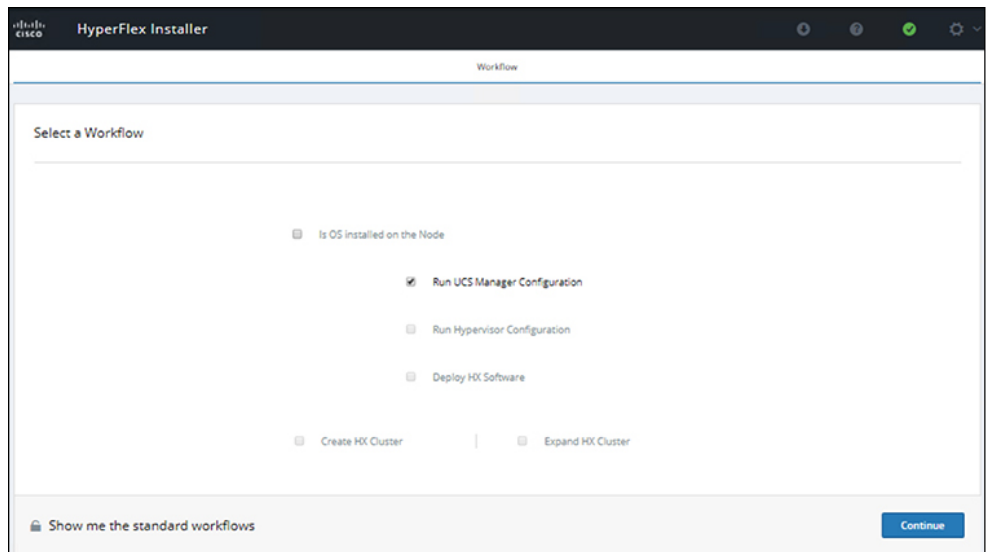 cisco HyperFlex Installer
Workflow
Select a Workflow
Is OS installed on the Node
Run UCS Manager Configuration
Run Hypervisor Configuration
Deploy HX Software
Create HX Cluster | Expand HX Cluster
Show me the standard workflows Continue